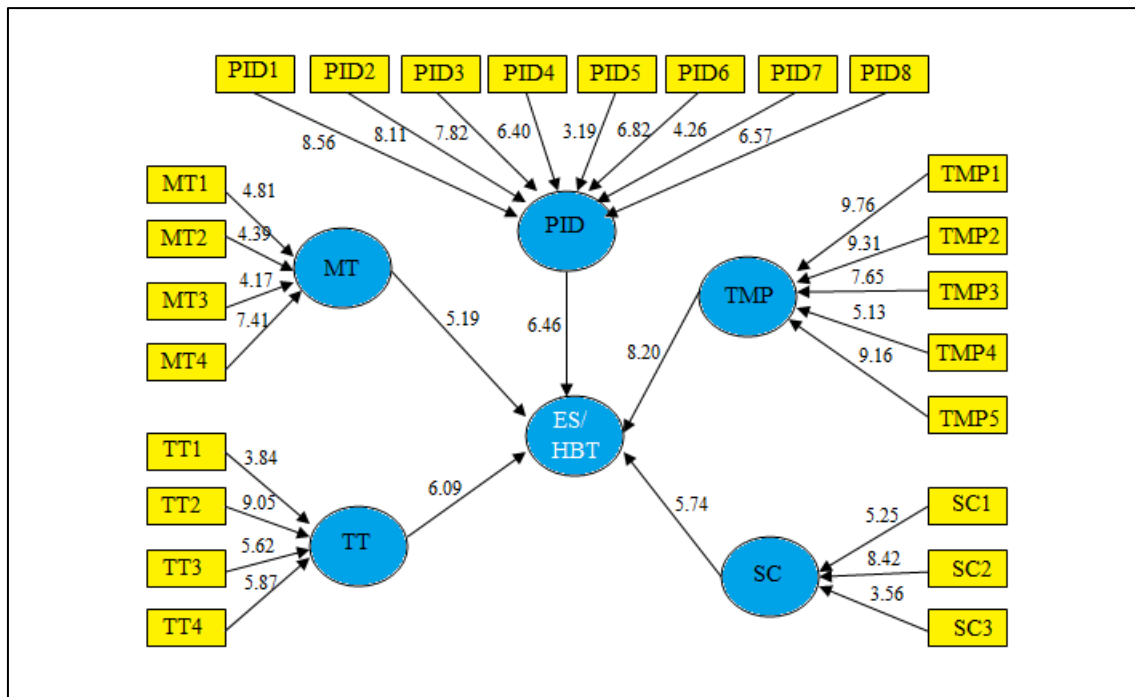 PID1 PID2 PID3 PID4 PID5 PID6 PID7 PID8
8.56 8.11 7.82 6.40 3.19 6.82 4.26 6.57
MT1
MT2
MT3
MT4
4.81
4.39
4.17
7.41
MT
PID
TMP
TMP1
TMP2
TMP3
TMP4
TMP5
9.76
9.31
7.65
5.13
9.16
5.19
6.46
8.20
ES/
HBT
TT1
TT2
TT3
TT4
3.84
9.05
5.62
5.87
TT
6.09
5.74
SC
SC1
SC2
SC3
5.25
8.42
3.56